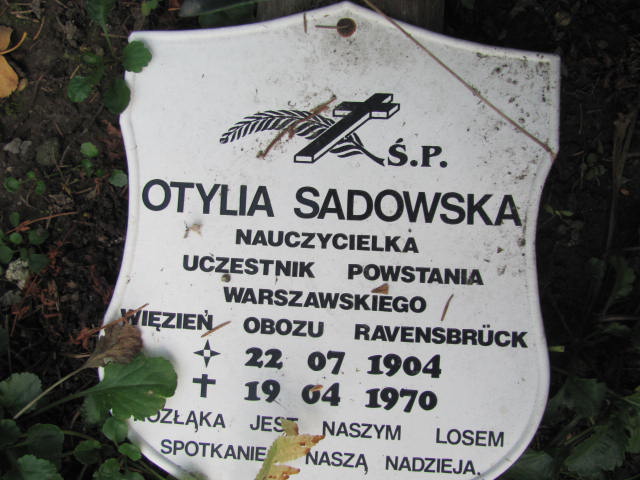 Ś.P.
OTYLIA SADOWSKA
NAUCZYCIELKA
UCZESTNIK POWSTANIA
WARSZAWSKIEGO
WIĘZIEŃ OBOZU RAVENSBRÜCK
22 07 1904
19 04 1970
ROZŁĄKA JEST NASZYM LOSEM
SPOTKANIE NASZĄ NADZIEJĄ.